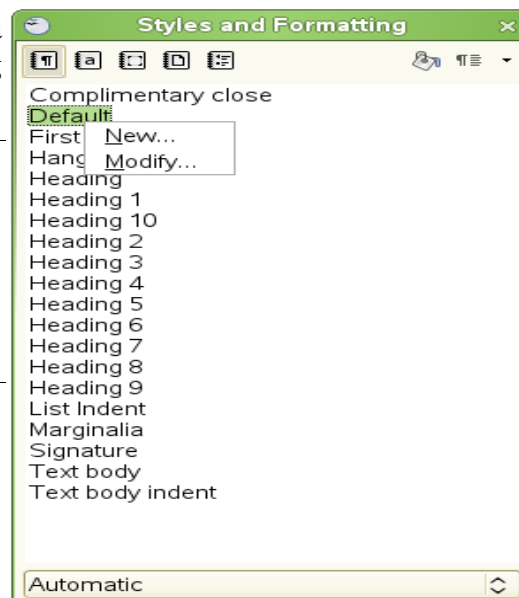 Styles and Formatting
Complimentary close
Default
New...
First
Modify...
Hang
Heading
Heading 1
Heading 10
Heading 2
Heading 3
Heading 4
Heading 5
Heading 6
Heading 7
Heading 8
Heading 9
List Indent
Marginalia
Signature
Text body
Text body indent
Automatic